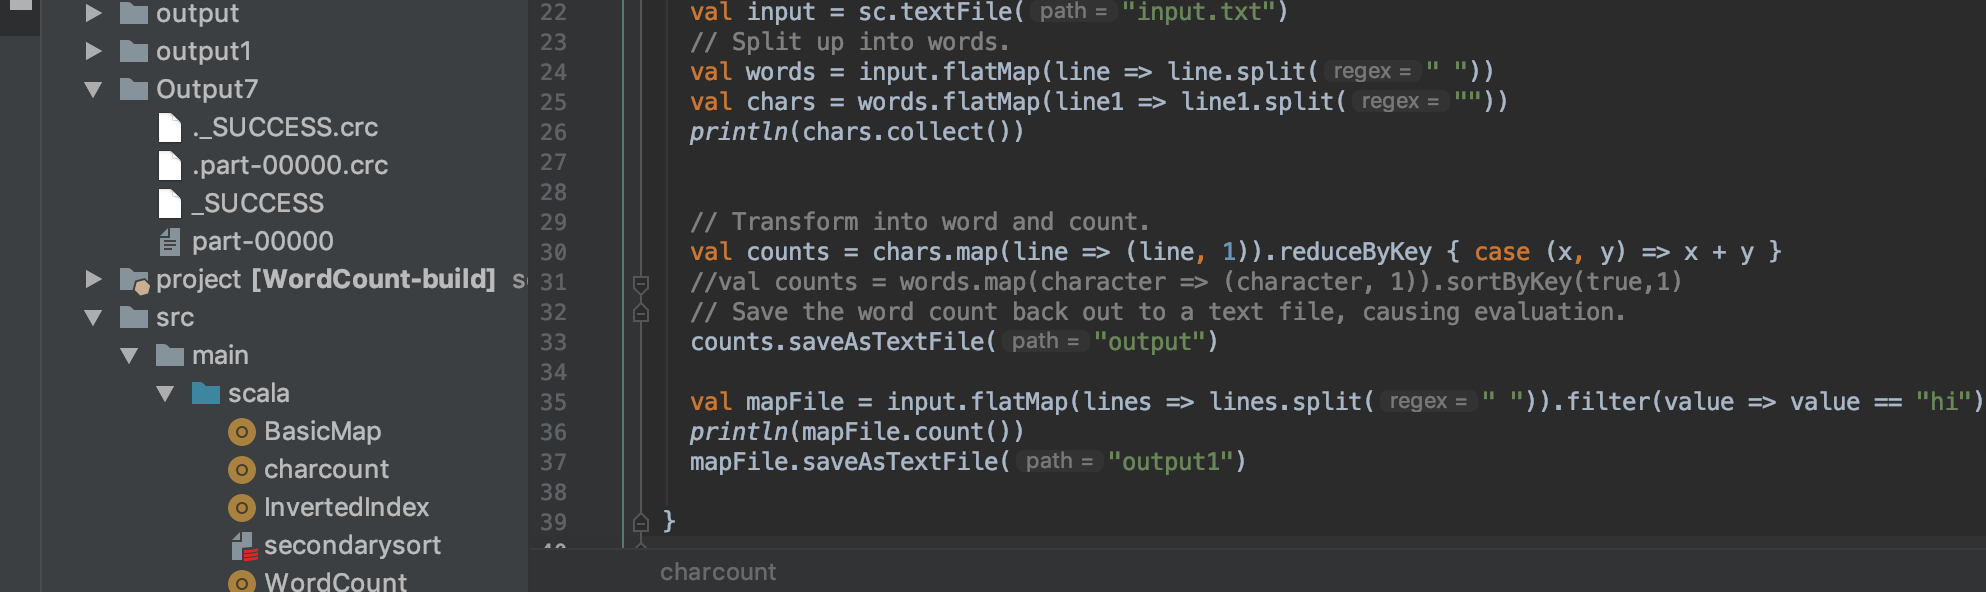 output
output1
Output7
._SUCCESS.crc
.part-00000.crc
_SUCCESS
part-00000
project [WordCount-build]
src
main
scala
BasicMap
charcount
InvertedIndex
secondarysort
WordCount
22 val input = sc.textFile( path = "input.txt")
23 // Split up into words.
24 val words = input.flatMap(line => line.split( regex = " "))
25 val chars = words.flatMap(line1 => line1.split( regex = ""))
26 println(chars.collect())
27
28
29 // Transform into word and count.
30 val counts = chars.map(line => (line, 1)).reduceByKey { case (x, y) => x + y }
31 //val counts = words.map(character => (character, 1)).sortByKey(true,1)
32 // Save the word count back out to a text file, causing evaluation.
33 counts.saveAsTextFile( path = "output")
34
35 val mapFile = input.flatMap(lines => lines.split( regex = " ")).filter(value => value == "hi")
36 println(mapFile.count())
37 mapFile.saveAsTextFile( path = "output1")
38
39 }
charcount